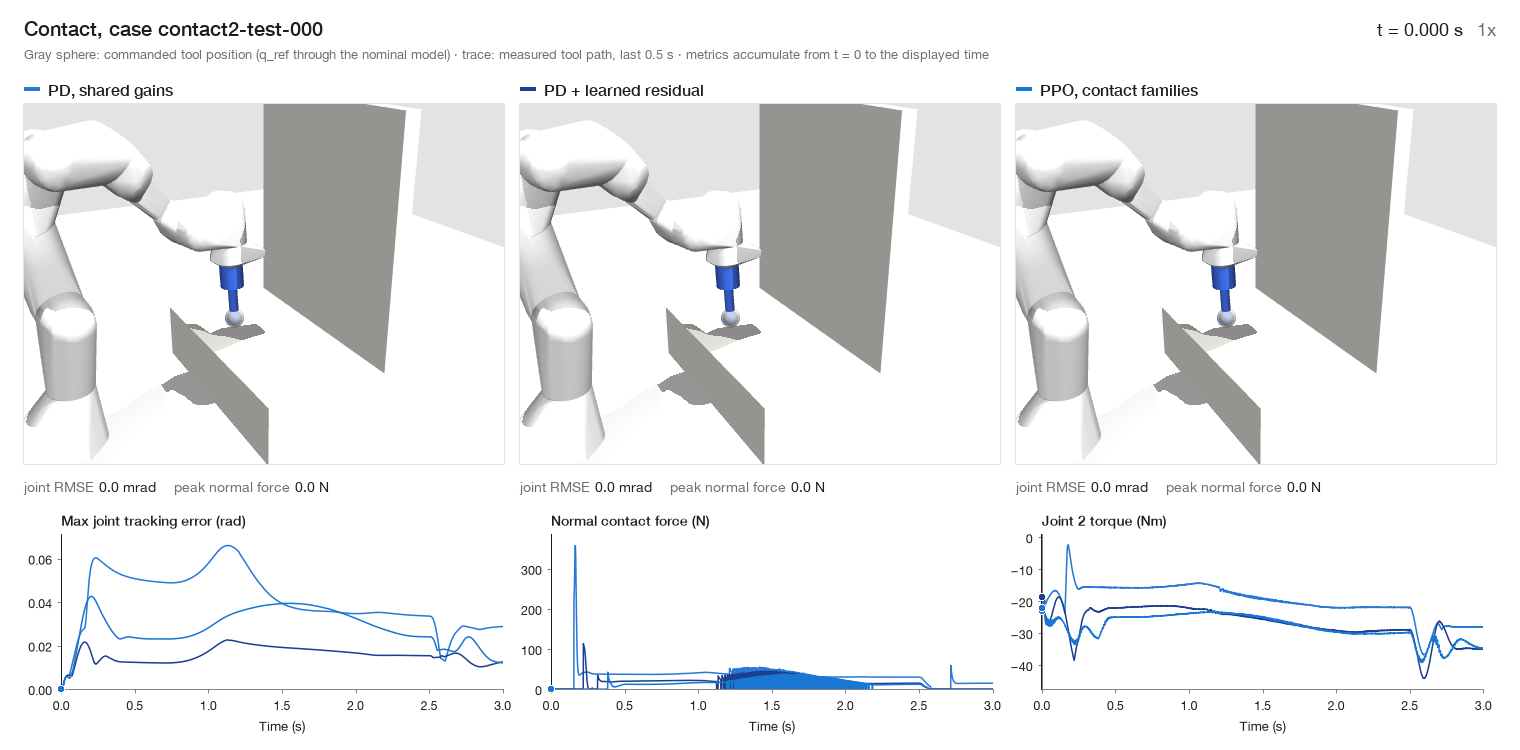 Contact, case contact2-test-000
t = 0.000 s 1x
Gray sphere: commanded tool position (q_ref through the nominal model) · trace: measured tool path, last 0.5 s · metrics accumulate from t = 0 to the displayed time
PD, shared gains
PD + learned residual
PPO, contact families
joint RMSE 0.0 mrad peak normal force 0.0 N
joint RMSE 0.0 mrad peak normal force 0.0 N
joint RMSE 0.0 mrad peak normal force 0.0 N
Max joint tracking error (rad)
0.06
0.04
0.02
0.00
0.0 0.5 1.0 1.5 2.0 2.5 3.0
Time (s)
Normal contact force (N)
300
200
100
0
0.0 0.5 1.0 1.5 2.0 2.5 3.0
Time (s)
Joint 2 torque (Nm)
0
−10
−20
−30
−40
0.0 0.5 1.0 1.5 2.0 2.5 3.0
Time (s)